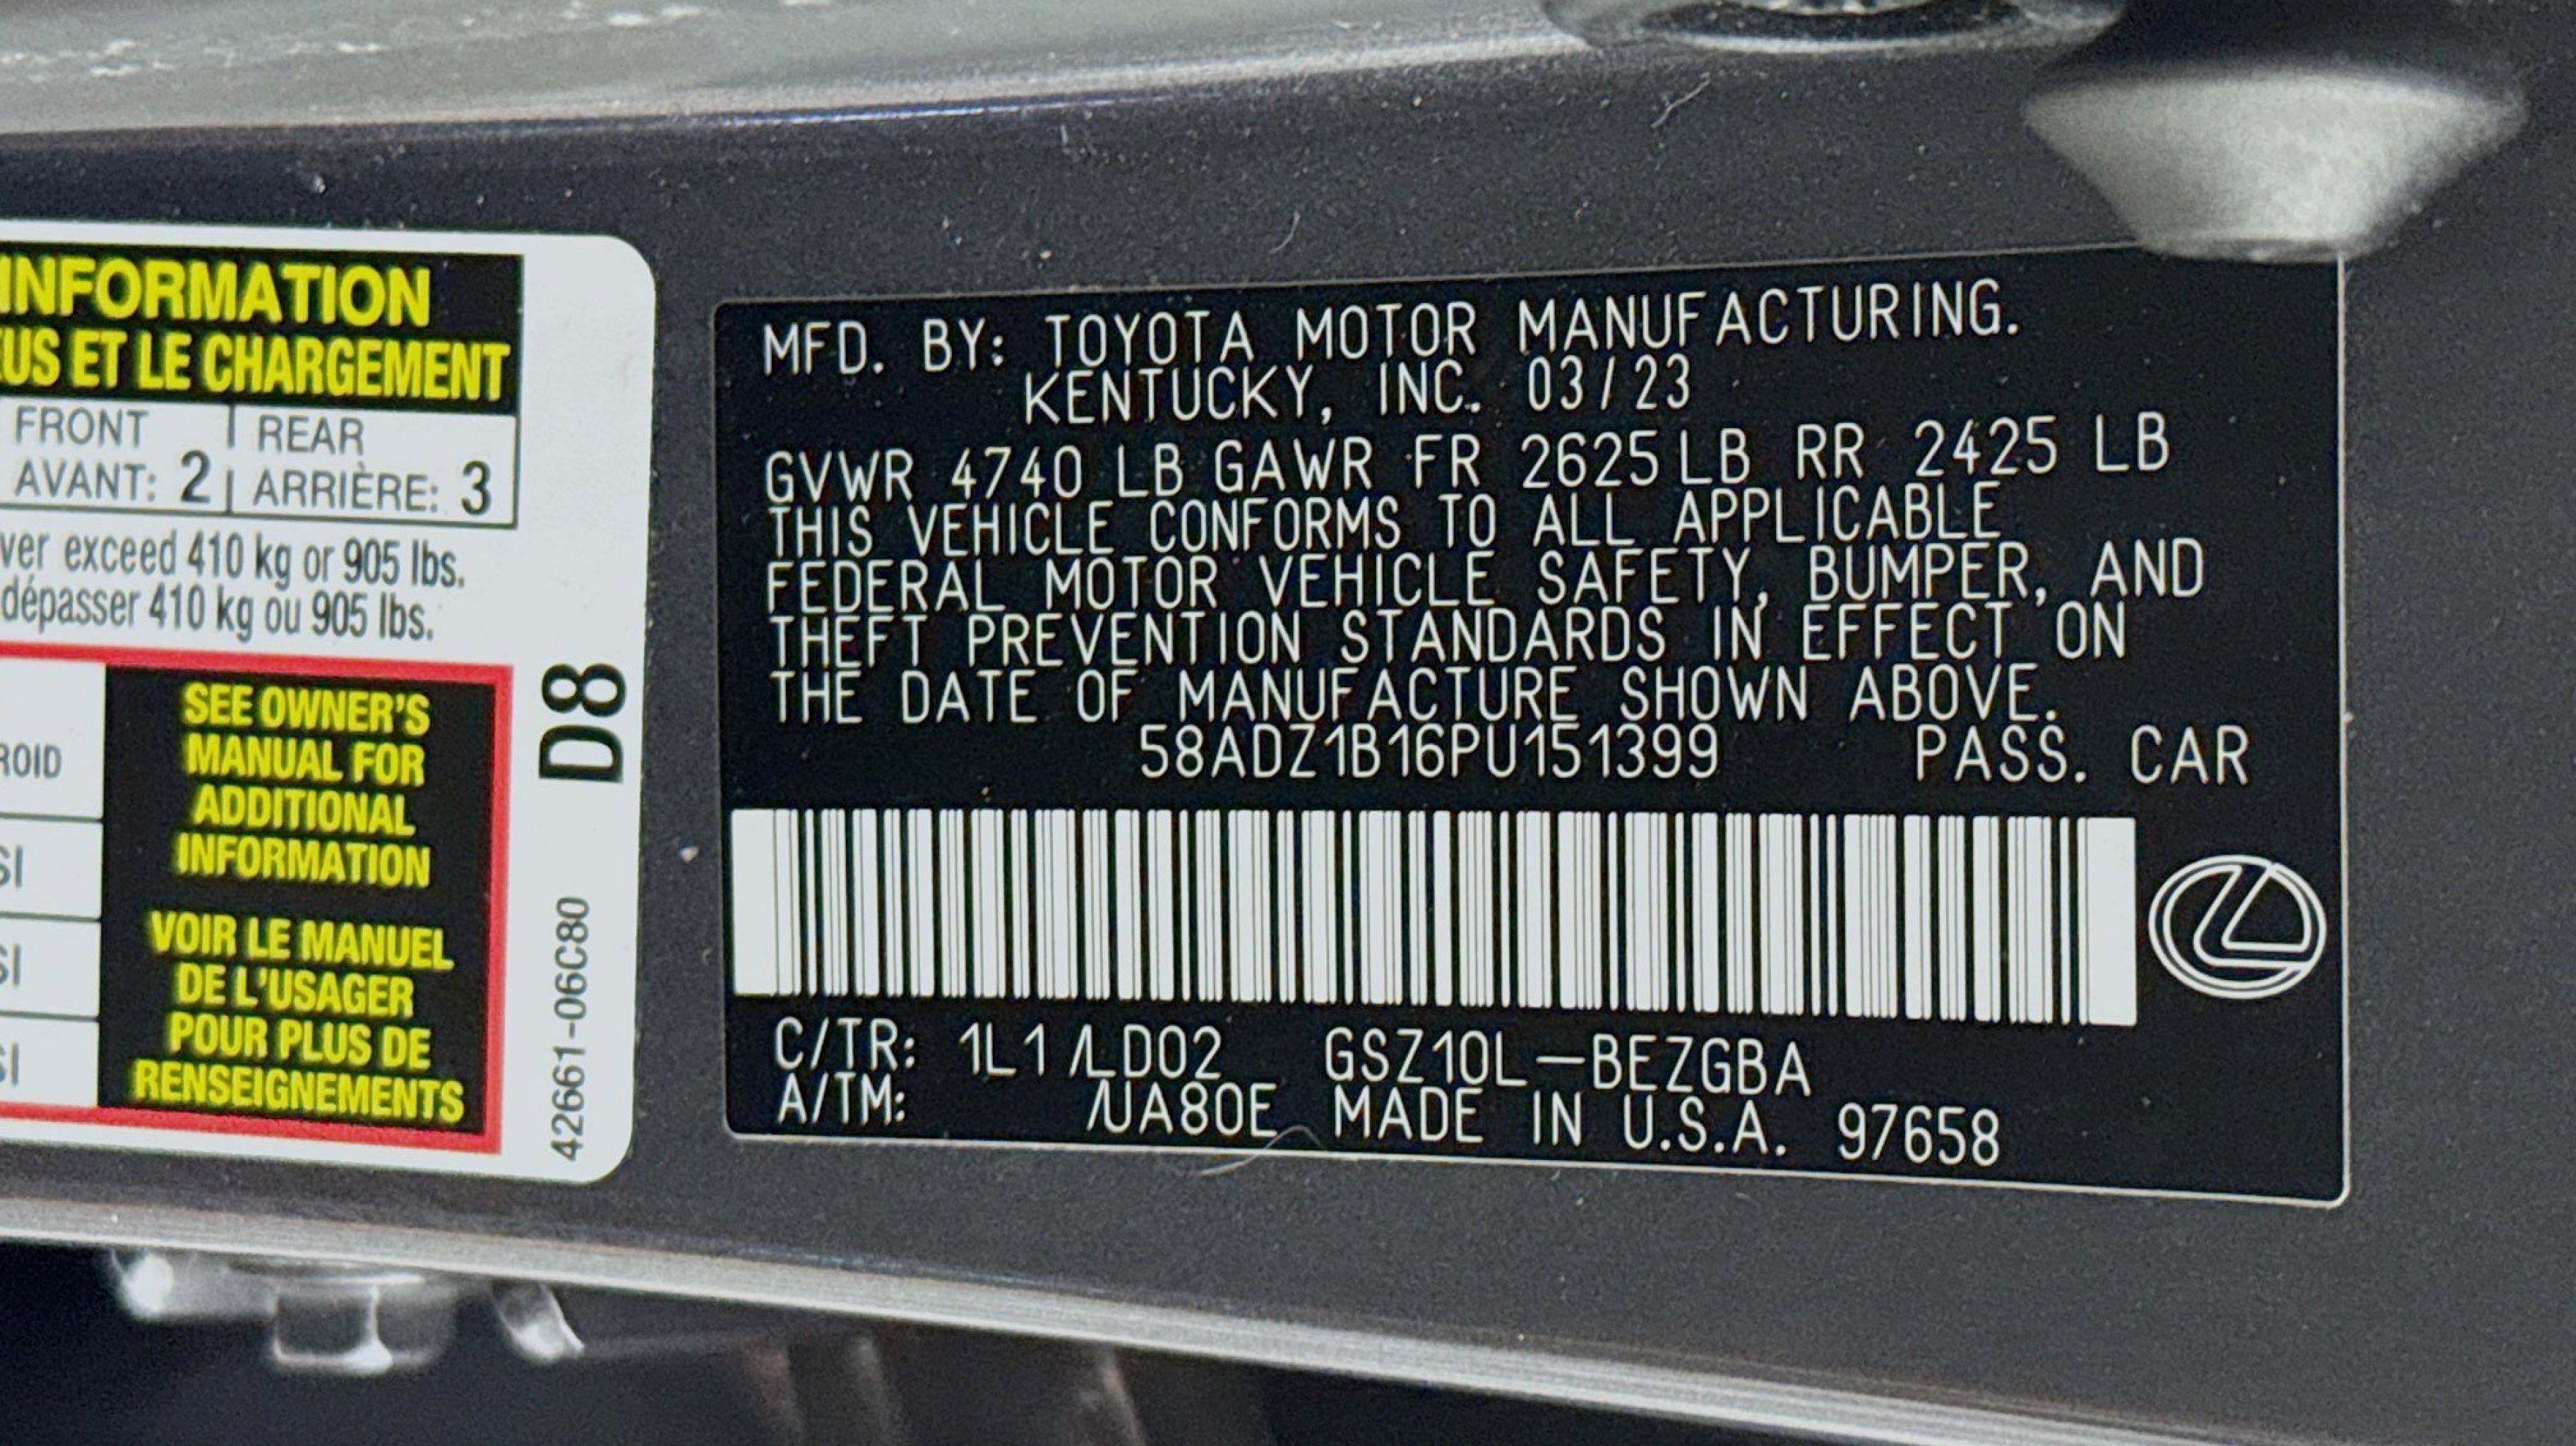 INFORMATION
EUS ET LE CHARGEMENT
FRONT REAR
AVANT: 2 ARRIÈRE: 3
exceed 410 kg or 905 lbs.
dépasser 410 kg ou 905 lbs.
SEE OWNER'S
MANUAL FOR
ADDITIONAL
INFORMATION
VOIR LE MANUEL
DE L'USAGER
POUR PLUS DE
RENSEIGNEMENTS
D8
42661-06C80
MFD. BY: TOYOTA MOTOR MANUFACTURING.
KENTUCKY, INC. 03/23
GVWR 4740 LB GAWR FR 2625 LB RR 2425 LB
THIS VEHICLE CONFORMS TO ALL APPLICABLE
FEDERAL MOTOR VEHICLE SAFETY, BUMPER, AND
THEFT PREVENTION STANDARDS IN EFFECT ON
THE DATE OF MANUFACTURE SHOWN ABOVE.
58ADZ1B16PU151399 PASS. CAR
C/TR: 1L1/LD02 GSZ10L-BEZGBA
A/TM: /UA80E MADE IN U.S.A. 97658